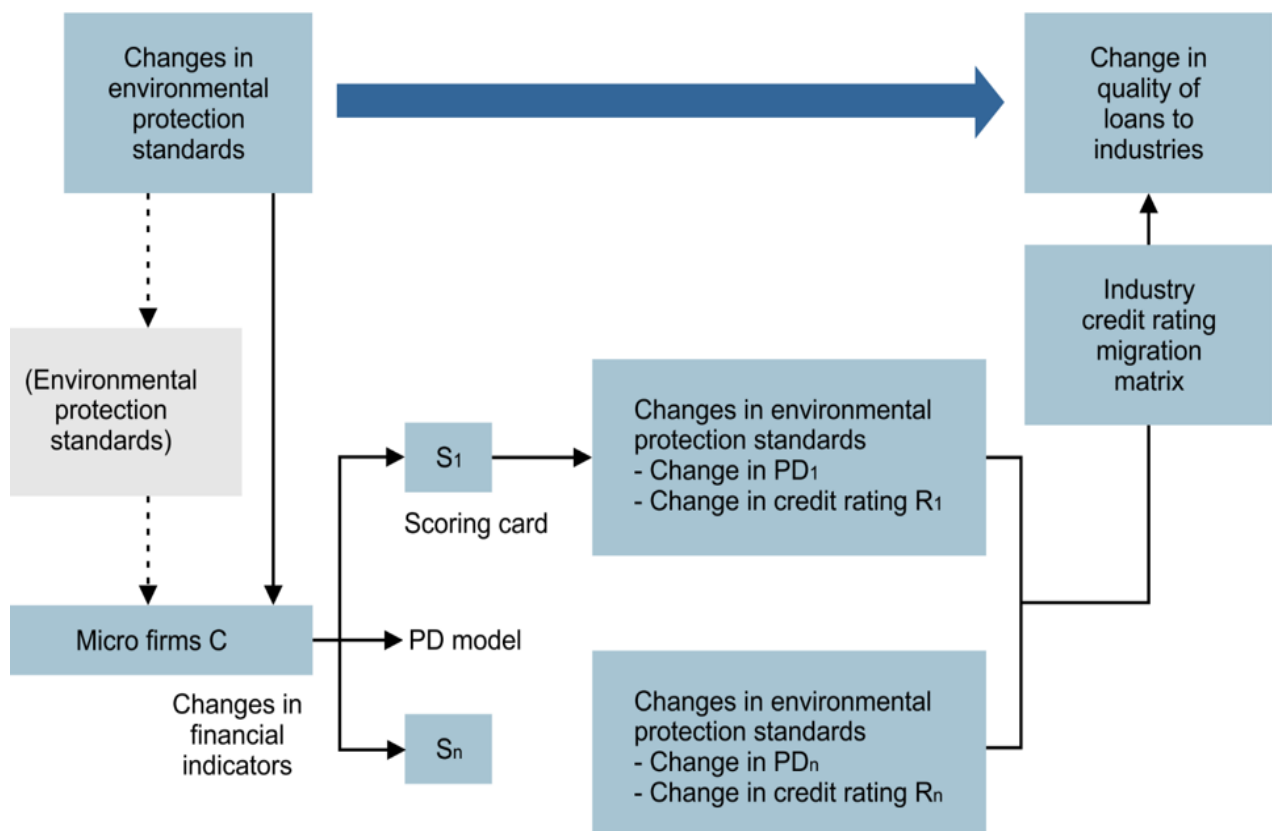 Changes in
environmental
protection
standards
Change in
quality of
loans to
industries
Industry
credit rating
migration
matrix
(Environmental
protection
standards)
S1
Scoring card
Changes in environmental
protection standards
- Change in PD1
- Change in credit rating R1
Micro firms C
PD model
Changes in
financial
indicators
Sn
Changes in environmental
protection standards
- Change in PDn
- Change in credit rating Rn